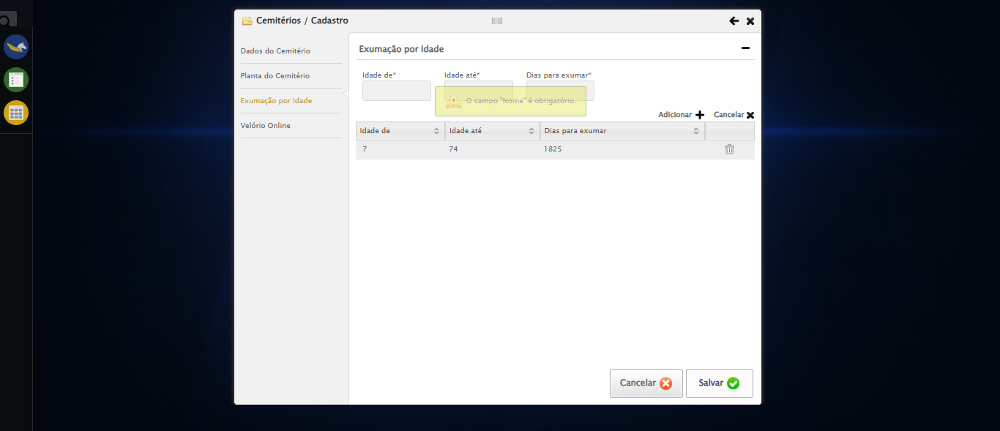 Cemitérios / Cadastro
Dados do Cemitério
Planta do Cemitério
Exumação por Idade
Velório Online
Exumação por Idade
Idade de* Idade até* Dias para exumar*
O campo "Nome" é obrigatório.
Adicionar Cancelar
Idade de Idade até Dias para exumar
7 74 1825
Cancelar Salvar